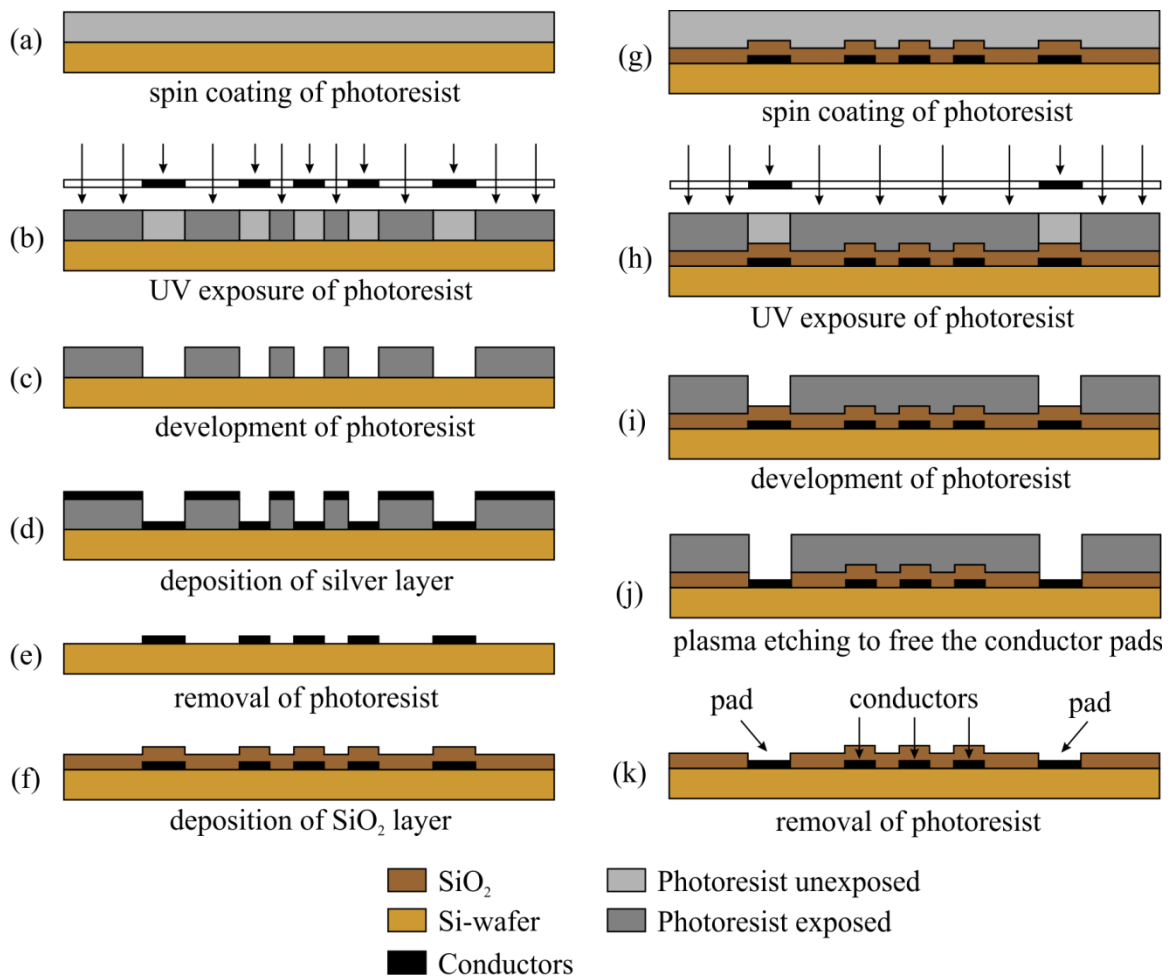 (a)
spin coating of photoresist
(b)
UV exposure of photoresist
(c)
development of photoresist
(d)
deposition of silver layer
(e)
removal of photoresist
(f)
deposition of SiO₂ layer
(g)
spin coating of photoresist
(h)
UV exposure of photoresist
(i)
development of photoresist
(j)
plasma etching to free the conductor pads
pad conductors pad
(k)
removal of photoresist
SiO₂
Si-wafer
Conductors
Photoresist unexposed
Photoresist exposed